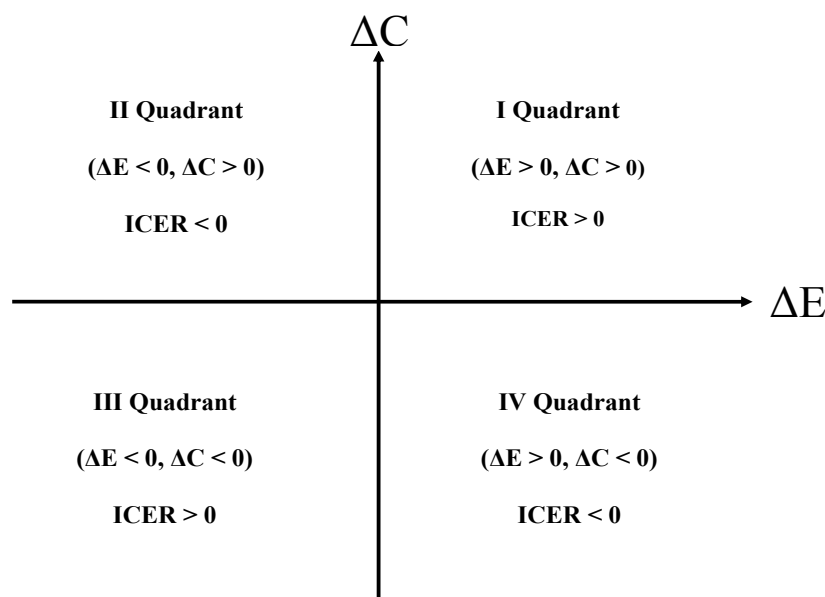 ΔC
II Quadrant
(ΔE < 0, ΔC > 0)
ICER < 0
I Quadrant
(ΔE > 0, ΔC > 0)
ICER > 0
ΔE
III Quadrant
(ΔE < 0, ΔC < 0)
ICER > 0
IV Quadrant
(ΔE > 0, ΔC < 0)
ICER < 0